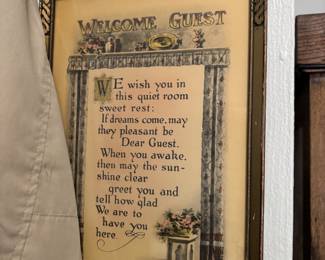 WELCOME GUEST
WE wish you in
this quiet room
sweet rest:
If dreams come, may
they pleasant be
Dear Guest.
When you awake,
then may the sun-
shine clear
greet you and
tell how glad
We are to
have you
here.